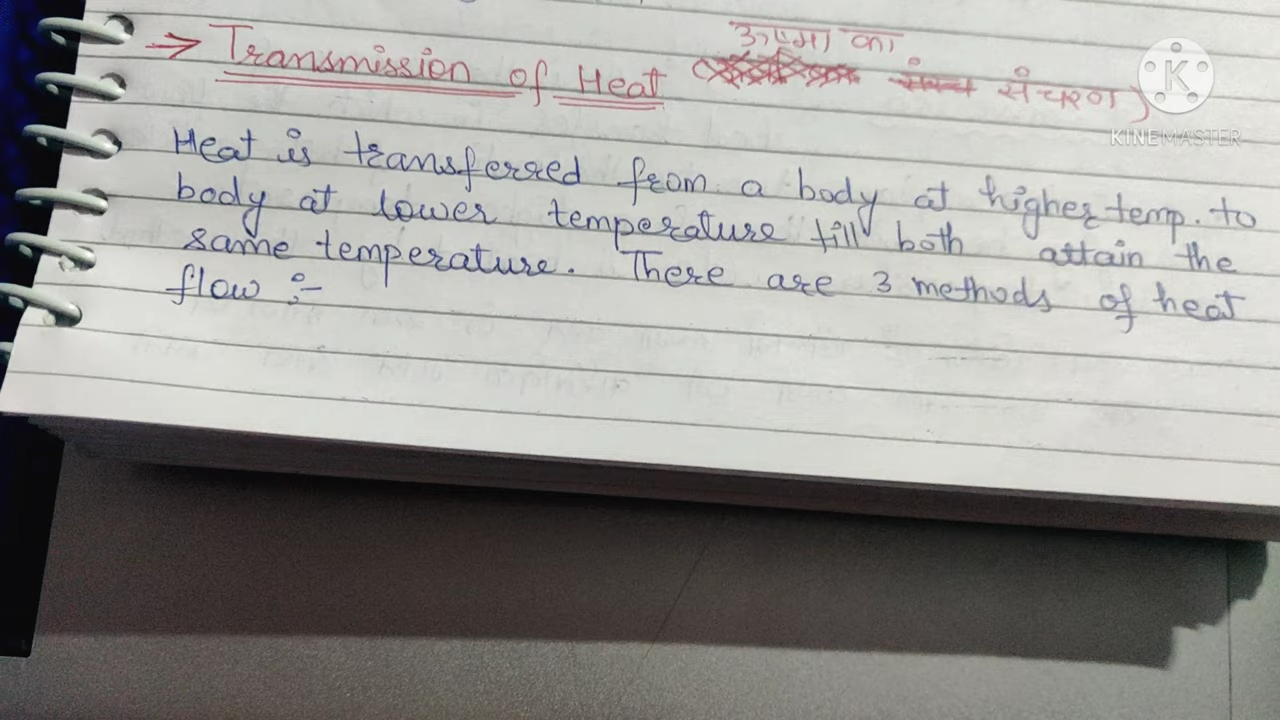 → Transmission of Heat (ऊष्मा का संचरण)
Heat is transferred from a body at higher temp. to
body at lower temperature till both attain the
same temperature. There are 3 methods of heat
flow :-
K
KINEMASTER